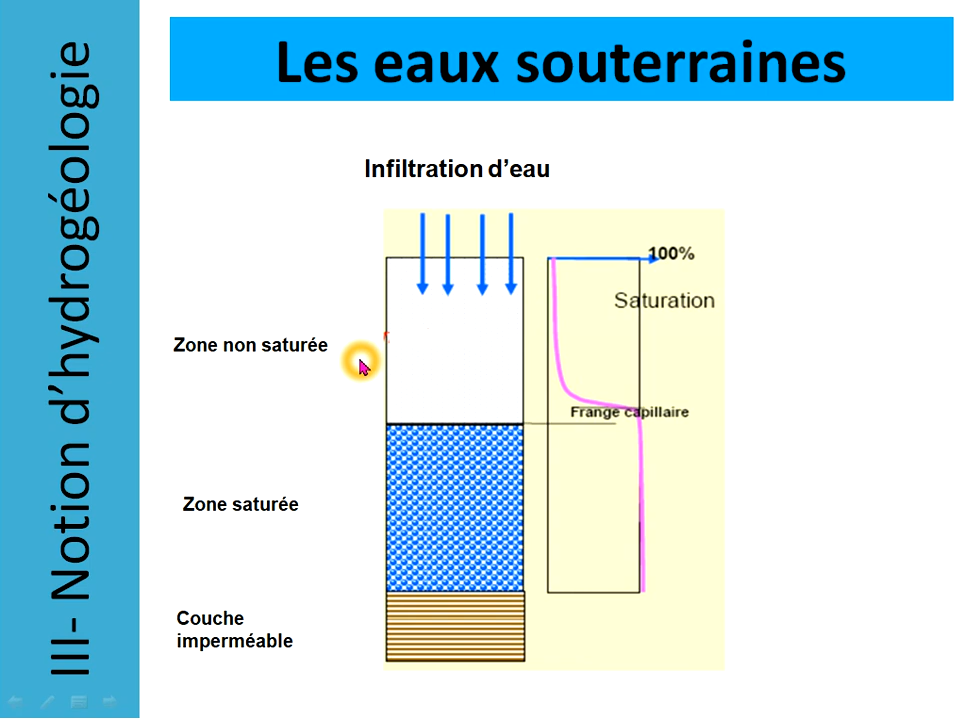 III- Notion d’hydrogéologie
Les eaux souterraines
Infiltration d’eau
100%
Saturation
Zone non saturée
Frange capillaire
Zone saturée
Couche
imperméable